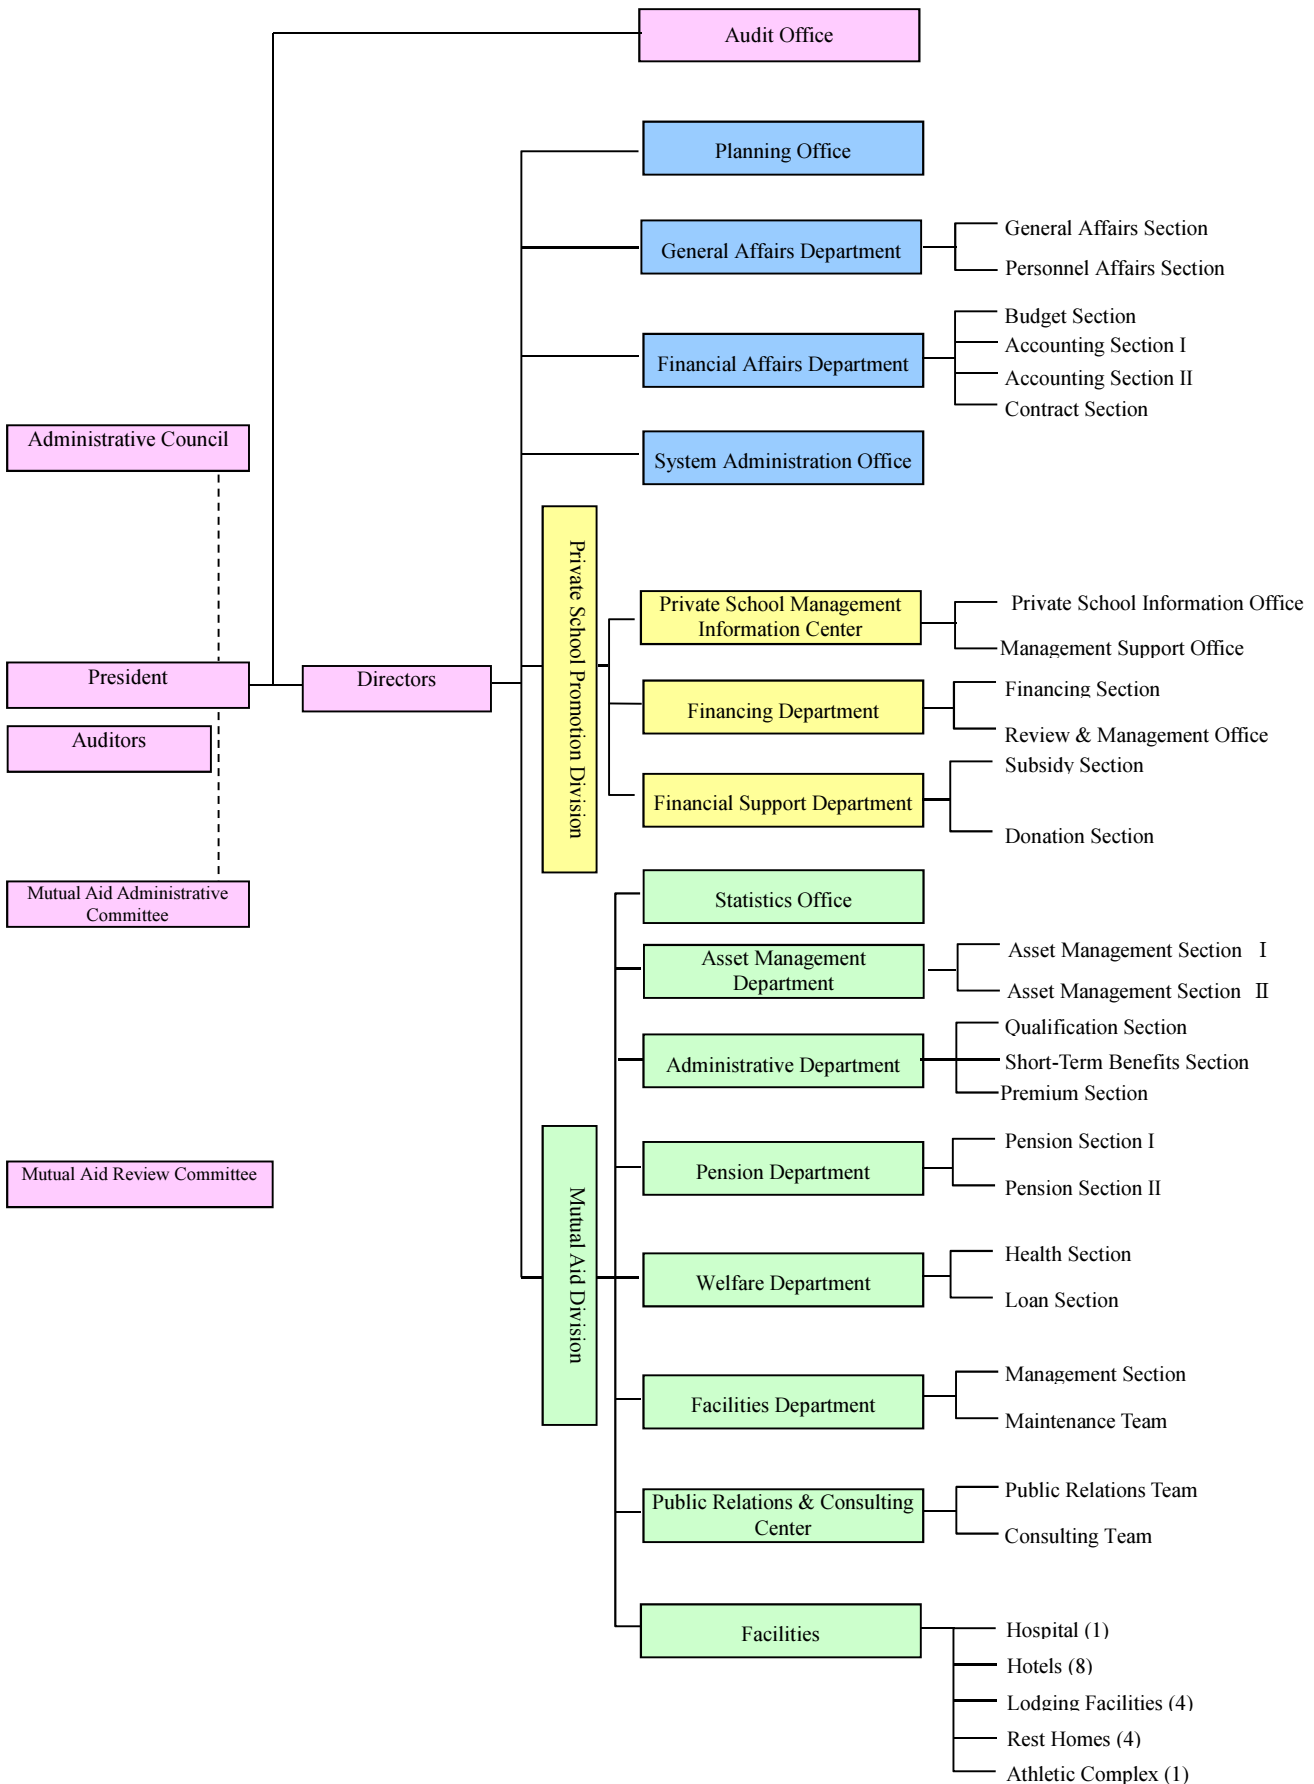 Audit Office
Planning Office
General Affairs Department
General Affairs Section
Personnel Affairs Section
Financial Affairs Department
Budget Section
Accounting Section I
Accounting Section II
Contract Section
System Administration Office
Administrative Council
President
Auditors
Directors
Mutual Aid Administrative
Committee
Mutual Aid Review Committee
Private School Promotion Division
Private School Management
Information Center
Private School Information Office
Management Support Office
Financing Department
Financing Section
Review & Management Office
Financial Support Department
Subsidy Section
Donation Section
Mutual Aid Division
Statistics Office
Asset Management
Department
Asset Management Section I
Asset Management Section II
Administrative Department
Qualification Section
Short-Term Benefits Section
Premium Section
Pension Department
Pension Section I
Pension Section II
Welfare Department
Health Section
Loan Section
Facilities Department
Management Section
Maintenance Team
Public Relations & Consulting
Center
Public Relations Team
Consulting Team
Facilities
Hospital (1)
Hotels (8)
Lodging Facilities (4)
Rest Homes (4)
Athletic Complex (1)